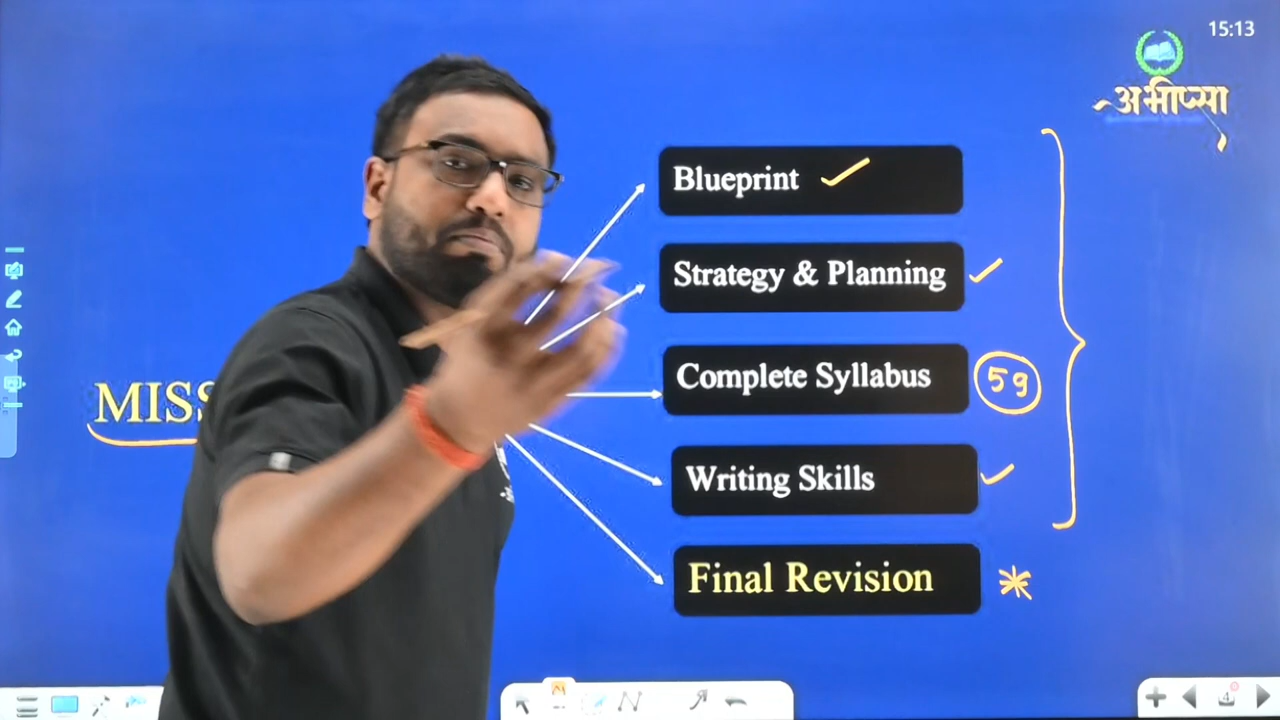 15:13
अभीप्सा
Blueprint
Strategy & Planning
Complete Syllabus 59
MISS
Writing Skills
Final Revision